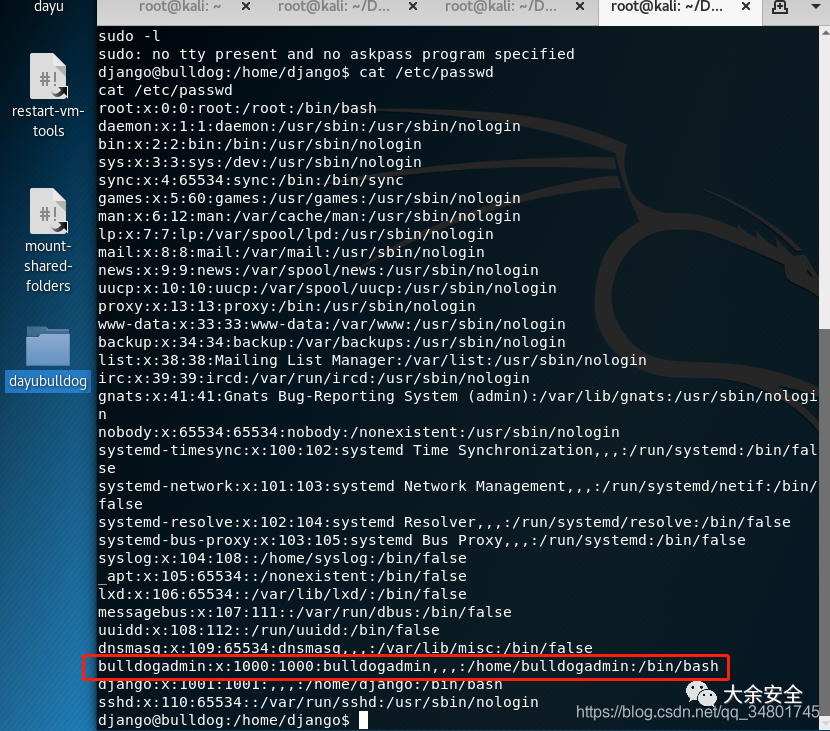 dayu
root@kali: ~
root@kali: ~/D…
root@kali: ~/D…
root@kali: ~/D…
restart-vm-
tools
mount-
shared-
folders
dayubulldog
sudo -l
sudo: no tty present and no askpass program specified
django@bulldog:/home/django$ cat /etc/passwd
cat /etc/passwd
root:x:0:0:root:/root:/bin/bash
daemon:x:1:1:daemon:/usr/sbin:/usr/sbin/nologin
bin:x:2:2:bin:/bin:/usr/sbin/nologin
sys:x:3:3:sys:/dev:/usr/sbin/nologin
sync:x:4:65534:sync:/bin:/bin/sync
games:x:5:60:games:/usr/games:/usr/sbin/nologin
man:x:6:12:man:/var/cache/man:/usr/sbin/nologin
lp:x:7:7:lp:/var/spool/lpd:/usr/sbin/nologin
mail:x:8:8:mail:/var/mail:/usr/sbin/nologin
news:x:9:9:news:/var/spool/news:/usr/sbin/nologin
uucp:x:10:10:uucp:/var/spool/uucp:/usr/sbin/nologin
proxy:x:13:13:proxy:/bin:/usr/sbin/nologin
www-data:x:33:33:www-data:/var/www:/usr/sbin/nologin
backup:x:34:34:backup:/var/backups:/usr/sbin/nologin
list:x:38:38:Mailing List Manager:/var/list:/usr/sbin/nologin
irc:x:39:39:ircd:/var/run/ircd:/usr/sbin/nologin
gnats:x:41:41:Gnats Bug-Reporting System (admin):/var/lib/gnats:/usr/sbin/nologi
n
nobody:x:65534:65534:nobody:/nonexistent:/usr/sbin/nologin
systemd-timesync:x:100:102:systemd Time Synchronization,,,:/run/systemd:/bin/fal
se
systemd-network:x:101:103:systemd Network Management,,,:/run/systemd/netif:/bin/
false
systemd-resolve:x:102:104:systemd Resolver,,,:/run/systemd/resolve:/bin/false
systemd-bus-proxy:x:103:105:systemd Bus Proxy,,,:/run/systemd:/bin/false
syslog:x:104:108::/home/syslog:/bin/false
_apt:x:105:65534::/nonexistent:/bin/false
lxd:x:106:65534::/var/lib/lxd/:/bin/false
messagebus:x:107:111::/var/run/dbus:/bin/false
uuidd:x:108:112::/run/uuidd:/bin/false
dnsmasq:x:109:65534:dnsmasq,,,:/var/lib/misc:/bin/false
bulldogadmin:x:1000:1000:bulldogadmin,,,:/home/bulldogadmin:/bin/bash
django:x:1001:1001:,,,:/home/django:/bin/bash
sshd:x:110:65534::/var/run/sshd:/usr/sbin/nologin
django@bulldog:/home/django$
大余安全
https://blog.csdn.net/qq_34801745